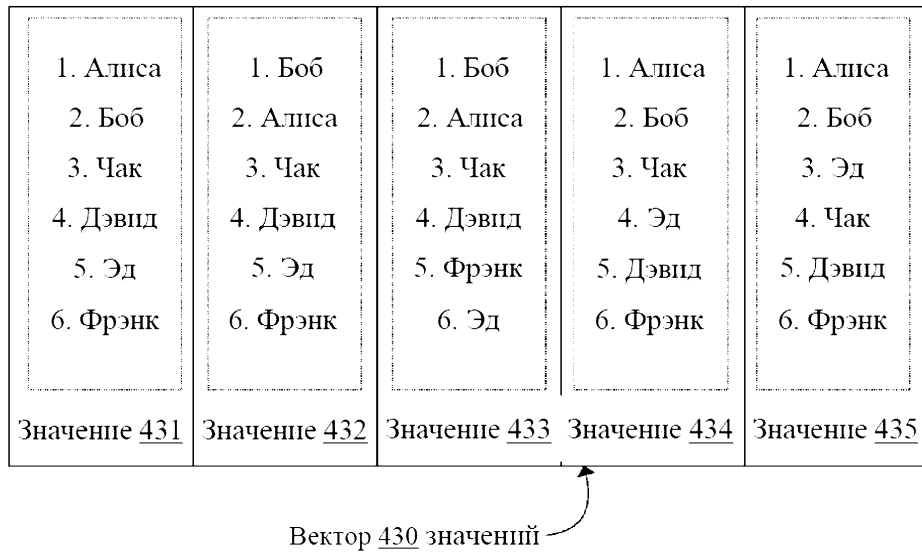 1. Алиса
2. Боб
3. Чак
4. Дэвид
5. Эд
6. Фрэнк
Значение 431
1. Боб
2. Алиса
3. Чак
4. Дэвид
5. Эд
6. Фрэнк
Значение 432
1. Боб
2. Алиса
3. Чак
4. Дэвид
5. Фрэнк
6. Эд
Значение 433
1. Алиса
2. Боб
3. Чак
4. Эд
5. Дэвид
6. Фрэнк
Значение 434
1. Алиса
2. Боб
3. Эд
4. Чак
5. Дэвид
6. Фрэнк
Значение 435
Вектор 430 значений